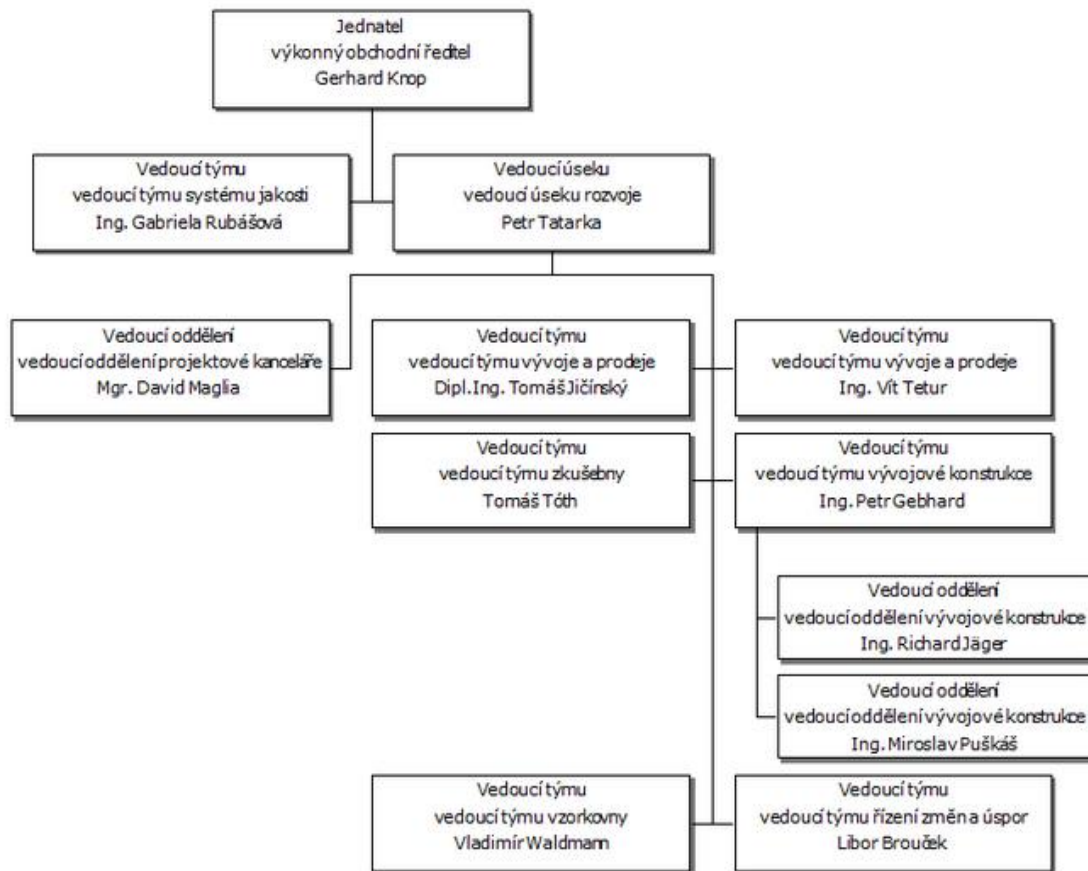 Jednatel
výkonný obchodní ředitel
Gerhard Knop
Vedoucí týmu
vedoucí týmu systému jakosti
Ing. Gabriela Rubášová
Vedoucí úseku
vedoucí úseku rozvoje
Petr Tatarka
Vedoucí oddělení
vedoucí oddělení projektové kanceláře
Mgr. David Maglia
Vedoucí týmu
vedoucí týmu vývoje a prodeje
Dipl.Ing. Tomáš Jičínský
Vedoucí týmu
vedoucí týmu vývoje a prodeje
Ing. Vít Tetur
Vedoucí týmu
vedoucí týmu zkušebny
Tomáš Tóth
Vedoucí týmu
vedoucí týmu vývojové konstrukce
Ing. Petr Gebhard
Vedoucí oddělení
vedoucí oddělení vývojové konstrukce
Ing. Richard Jäger
Vedoucí oddělení
vedoucí oddělení vývojové konstrukce
Ing. Miroslav Puškáš
Vedoucí týmu
vedoucí týmu vzorkovny
Vladimír Waldmann
Vedoucí týmu
vedoucí týmu řízení změn a úspor
Libor Brouček